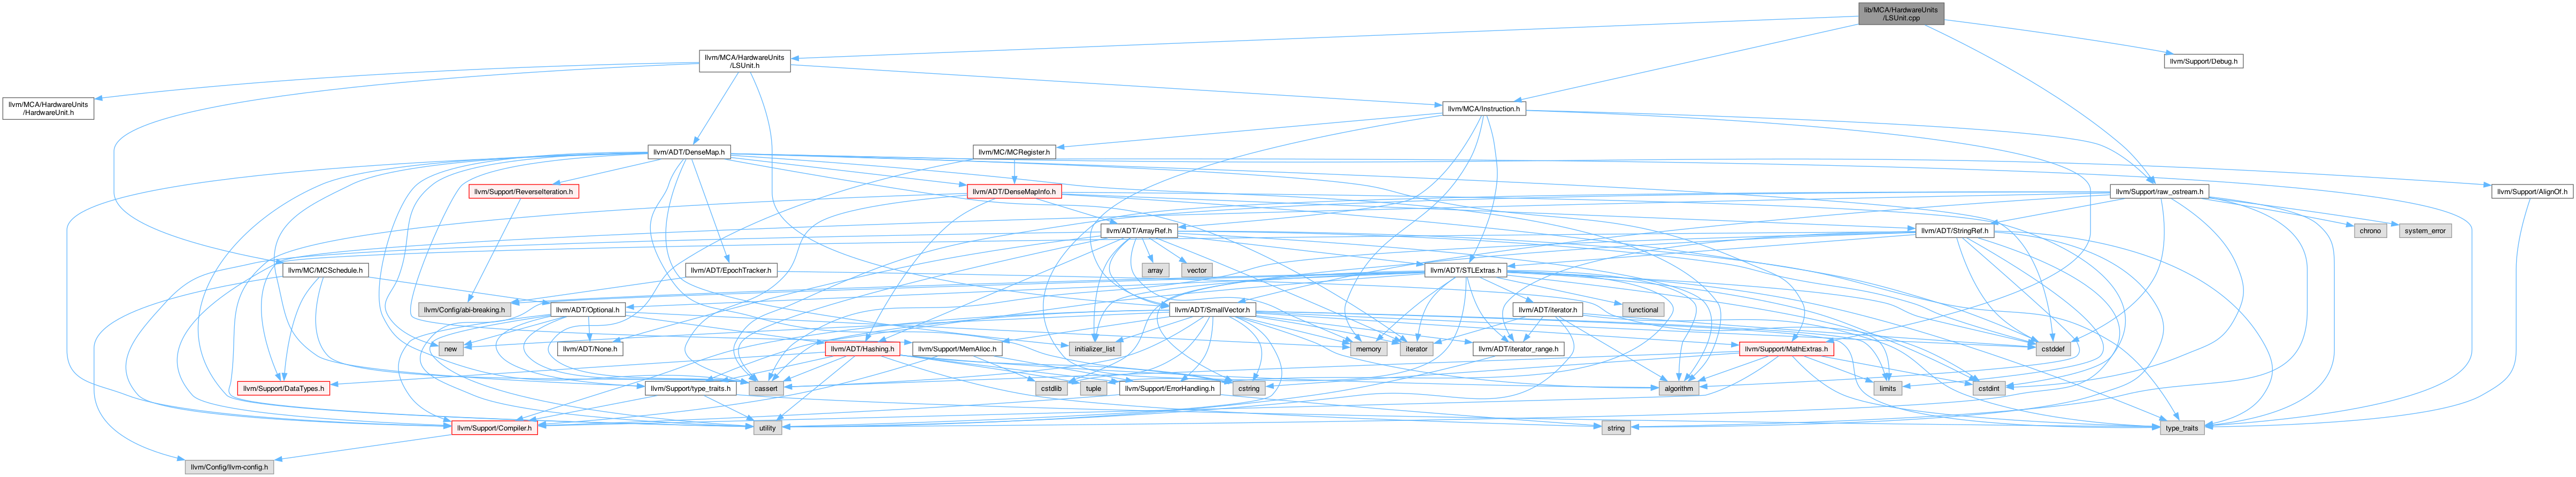 lib/MCA/HardwareUnits
/LSUnit.cpp
llvm/MCA/HardwareUnits
/LSUnit.h
llvm/Support/Debug.h
llvm/MCA/HardwareUnits
/HardwareUnit.h
llvm/MCA/Instruction.h
llvm/ADT/DenseMap.h
llvm/MC/MCRegister.h
llvm/Support/ReverseIteration.h
llvm/ADT/DenseMapInfo.h
llvm/Support/raw_ostream.h
llvm/Support/AlignOf.h
llvm/ADT/ArrayRef.h
llvm/ADT/StringRef.h
chrono
system_error
llvm/MC/MCSchedule.h
llvm/ADT/EpochTracker.h
array
vector
llvm/ADT/STLExtras.h
llvm/Config/abi-breaking.h
llvm/ADT/Optional.h
llvm/ADT/SmallVector.h
llvm/ADT/iterator.h
functional
new
llvm/ADT/None.h
llvm/ADT/Hashing.h
llvm/Support/MemAlloc.h
initializer_list
memory
iterator
llvm/ADT/iterator_range.h
llvm/Support/MathExtras.h
cstddef
llvm/Support/DataTypes.h
llvm/Support/type_traits.h
cassert
cstdlib
tuple
llvm/Support/ErrorHandling.h
cstring
algorithm
limits
cstdint
llvm/Support/Compiler.h
utility
string
type_traits
llvm/Config/llvm-config.h